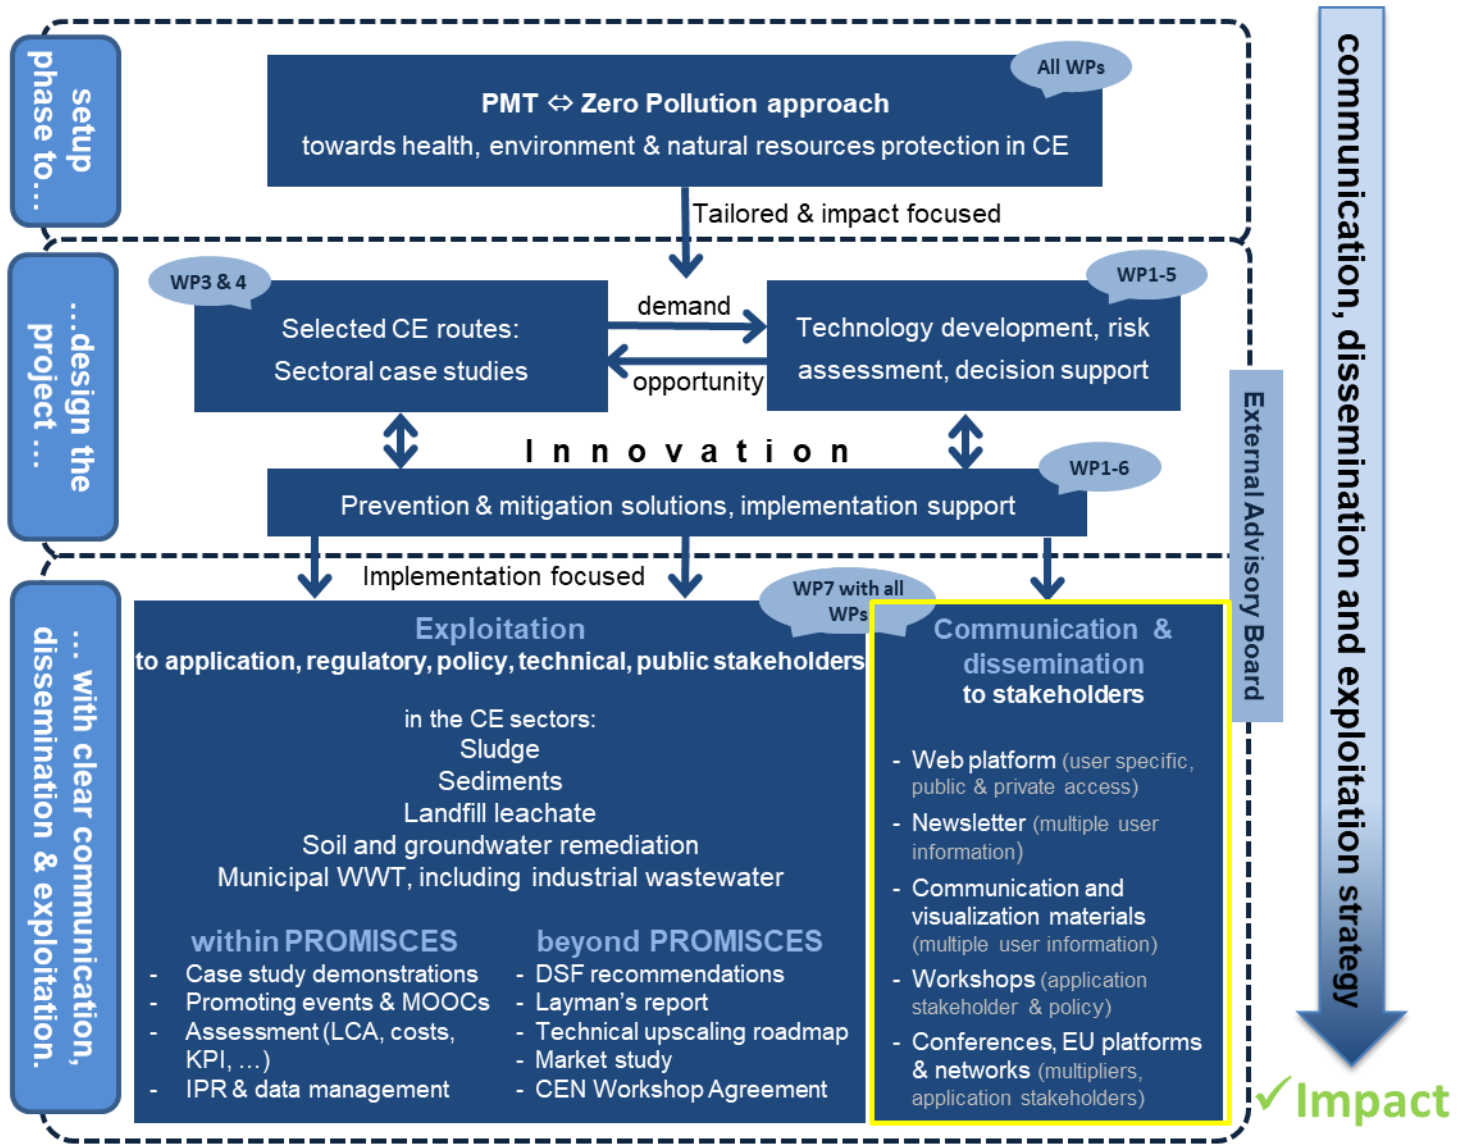 setup
phase to...
All WPs
PMT ⇔ Zero Pollution approach
towards health, environment & natural resources protection in CE
Tailored & impact focused
...design the
project ...
WP3 & 4
Selected CE routes:
Sectoral case studies
demand
opportunity
WP1-5
Technology development, risk
assessment, decision support
Innovation
WP1-6
Prevention & mitigation solutions, implementation support
Implementation focused
... with clear communication,
dissemination & exploitation.
WP7 with all
WPs
Exploitation
to application, regulatory, policy, technical, public stakeholders
in the CE sectors:
Sludge
Sediments
Landfill leachate
Soil and groundwater remediation
Municipal WWT, including industrial wastewater
within PROMISCES
- Case study demonstrations
- Promoting events & MOOCs
- Assessment (LCA, costs,
KPI, ...)
- IPR & data management
beyond PROMISCES
- DSF recommendations
- Layman's report
- Technical upscaling roadmap
- Market study
- CEN Workshop Agreement
Communication &
dissemination
to stakeholders
- Web platform (user specific,
public & private access)
- Newsletter (multiple user
information)
- Communication and
visualization materials
(multiple user information)
- Workshops (application
stakeholder & policy)
- Conferences, EU platforms
& networks (multipliers,
application stakeholders)
External Advisory Board
communication, dissemination and exploitation strategy
✓Impact